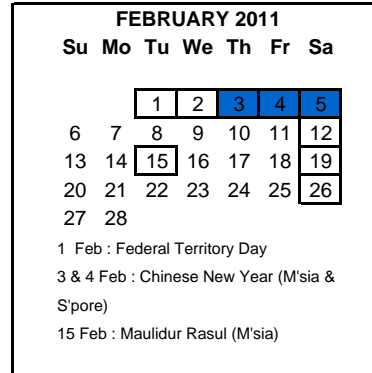 FEBRUARY 2011
Su Mo Tu We Th Fr Sa
1 2 3 4 5
6 7 8 9 10 11 12
13 14 15 16 17 18 19
20 21 22 23 24 25 26
27 28
1 Feb : Federal Territory Day
3 & 4 Feb : Chinese New Year (M'sia &
S'pore)
15 Feb : Maulidur Rasul (M'sia)